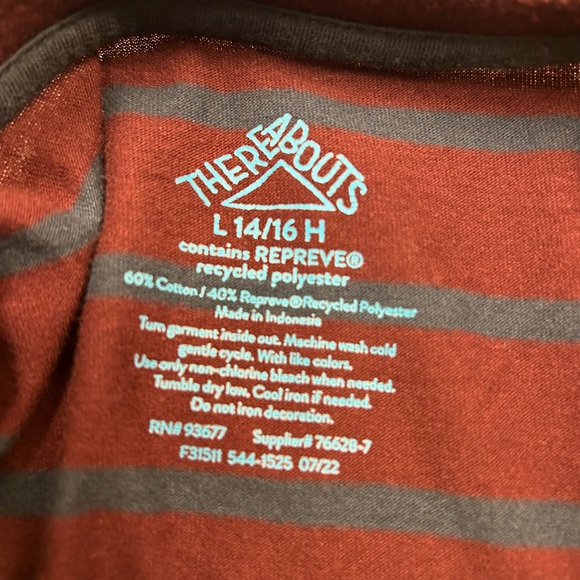 THEREABOUTS
L 14/16 H
contains REPREVE®
recycled polyester
60% Cotton / 40% Repreve® Recycled Polyester
Made in Indonesia
Turn garment inside out. Machine wash cold
gentle cycle. With like colors.
Use only non-chlorine bleach when needed.
Tumble dry low. Cool iron if needed.
Do not iron decoration.
RN# 93677 Supplier# 76628-7
F31511 544-1525 07/22